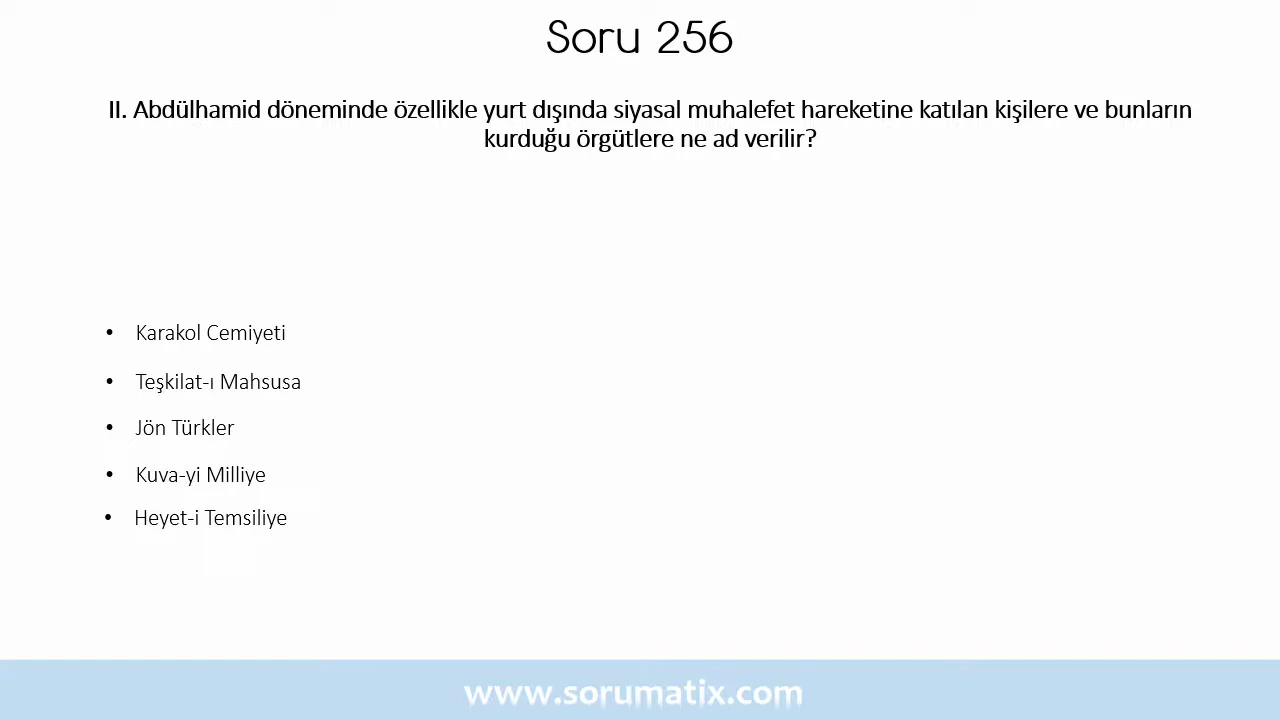 Soru 256
II. Abdülhamid döneminde özellikle yurt dışında siyasal muhalefet hareketine katılan kişilere ve bunların
kurduğu örgütlere ne ad verilir?
• Karakol Cemiyeti
• Teşkilat-ı Mahsusa
• Jön Türkler
• Kuva-yi Milliye
• Heyet-i Temsiliye
www.sorumatix.com